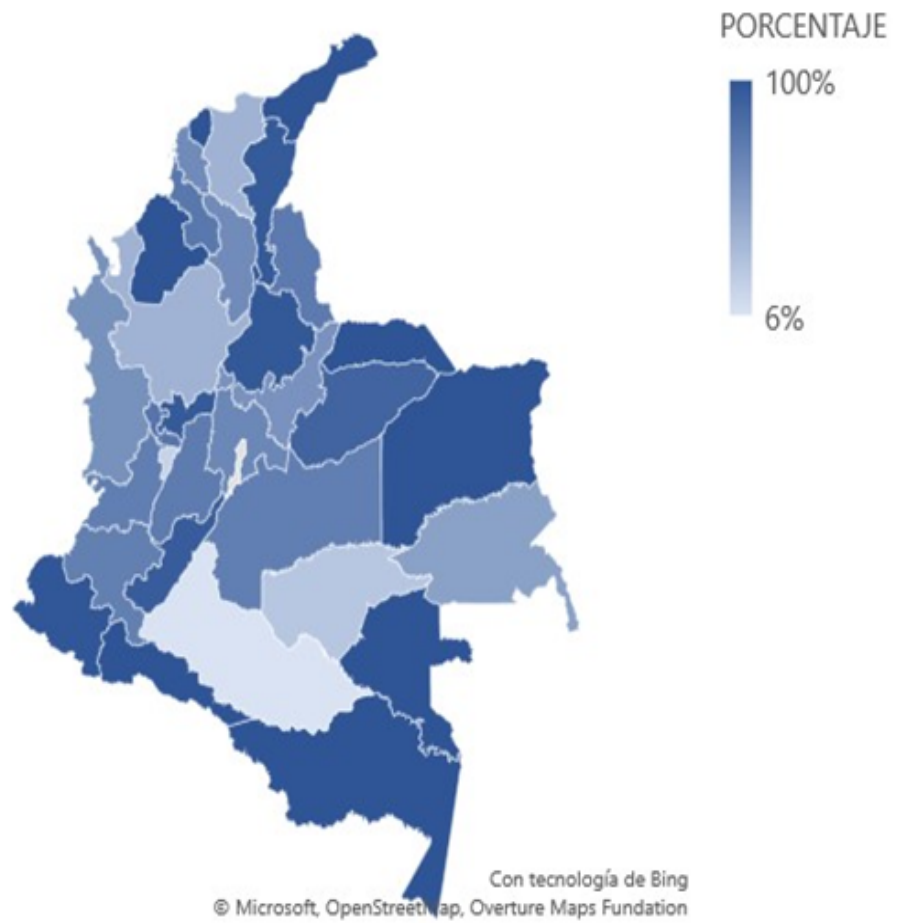 PORCENTAJE
100%
6%
Con tecnología de Bing
© Microsoft, OpenStreetMap, Overture Maps Fundation